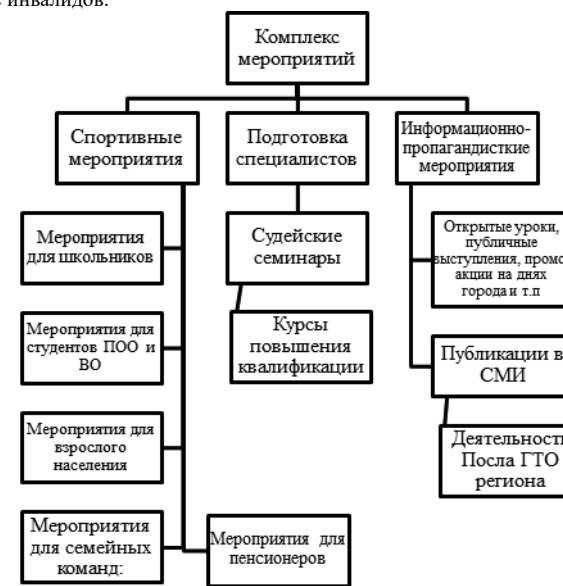 инвалидов.
Комплекс
мероприятий
Спортивные
мероприятия
Подготовка
специалистов
Информационно-
пропагандисткие
мероприятия
Мероприятия
для школьников
Судейские
семинары
Открытые уроки,
публичные
выступления, промо
акции на днях
города и т.п
Мероприятия для
студентов ПОО и
ВО
Курсы
повышения
квалификации
Публикации в
СМИ
Мероприятия для
взрослого
населения
Деятельность
Посла ГТО
региона
Мероприятия
для семейных
команд:
Мероприятия для
пенсионеров